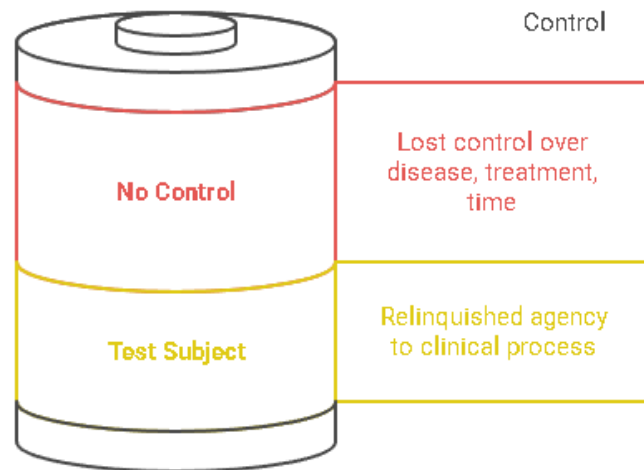 Control
No Control
Lost control over
disease, treatment,
time
Test Subject
Relinquished agency
to clinical process